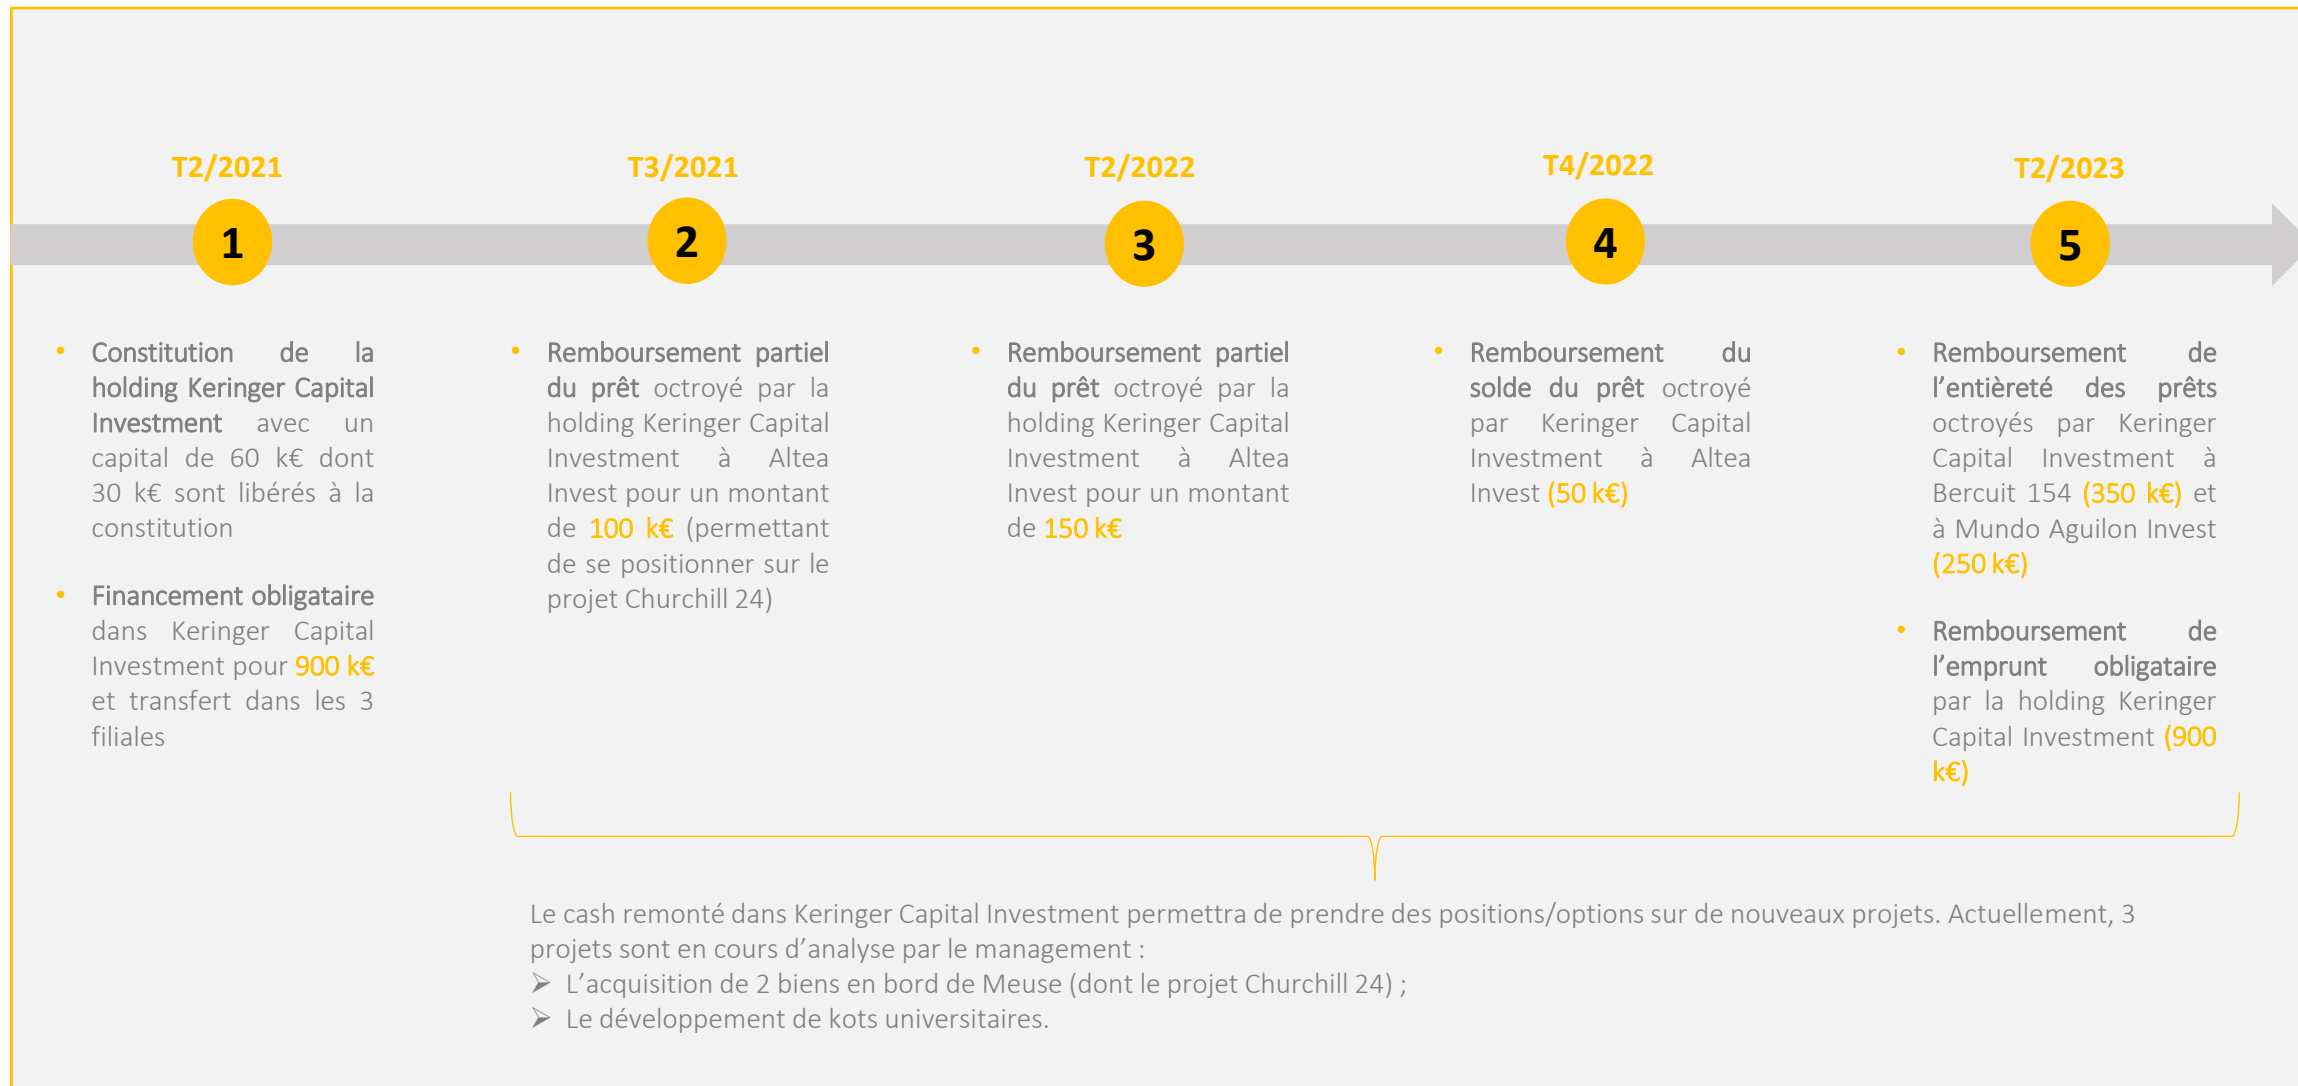 T2/2021
1
• Constitution de la
holding Keringer Capital
Investment avec un
capital de 60 k€ dont
30 k€ sont libérés à la
constitution
• Financement obligataire
dans Keringer Capital
Investment pour 900 k€
et transfert dans les 3
filiales
T3/2021
2
• Remboursement partiel
du prêt octroyé par la
holding Keringer Capital
Investment à Altea
Invest pour un montant
de 100 k€ (permettant
de se positionner sur le
projet Churchill 24)
T2/2022
3
• Remboursement partiel
du prêt octroyé par la
holding Keringer Capital
Investment à Altea
Invest pour un montant
de 150 k€
T4/2022
4
• Remboursement du
solde du prêt octroyé
par Keringer Capital
Investment à Altea
Invest (50 k€)
T2/2023
5
• Remboursement de
l’entièreté des prêts
octroyés par Keringer
Capital Investment à
Bercuit 154 (350 k€) et
à Mundo Aguilon Invest
(250 k€)
• Remboursement de
l’emprunt obligataire
par la holding Keringer
Capital Investment (900
k€)
Le cash remonté dans Keringer Capital Investment permettra de prendre des positions/options sur de nouveaux projets. Actuellement, 3
projets sont en cours d’analyse par le management :
➢ L’acquisition de 2 biens en bord de Meuse (dont le projet Churchill 24) ;
➢ Le développement de kots universitaires.